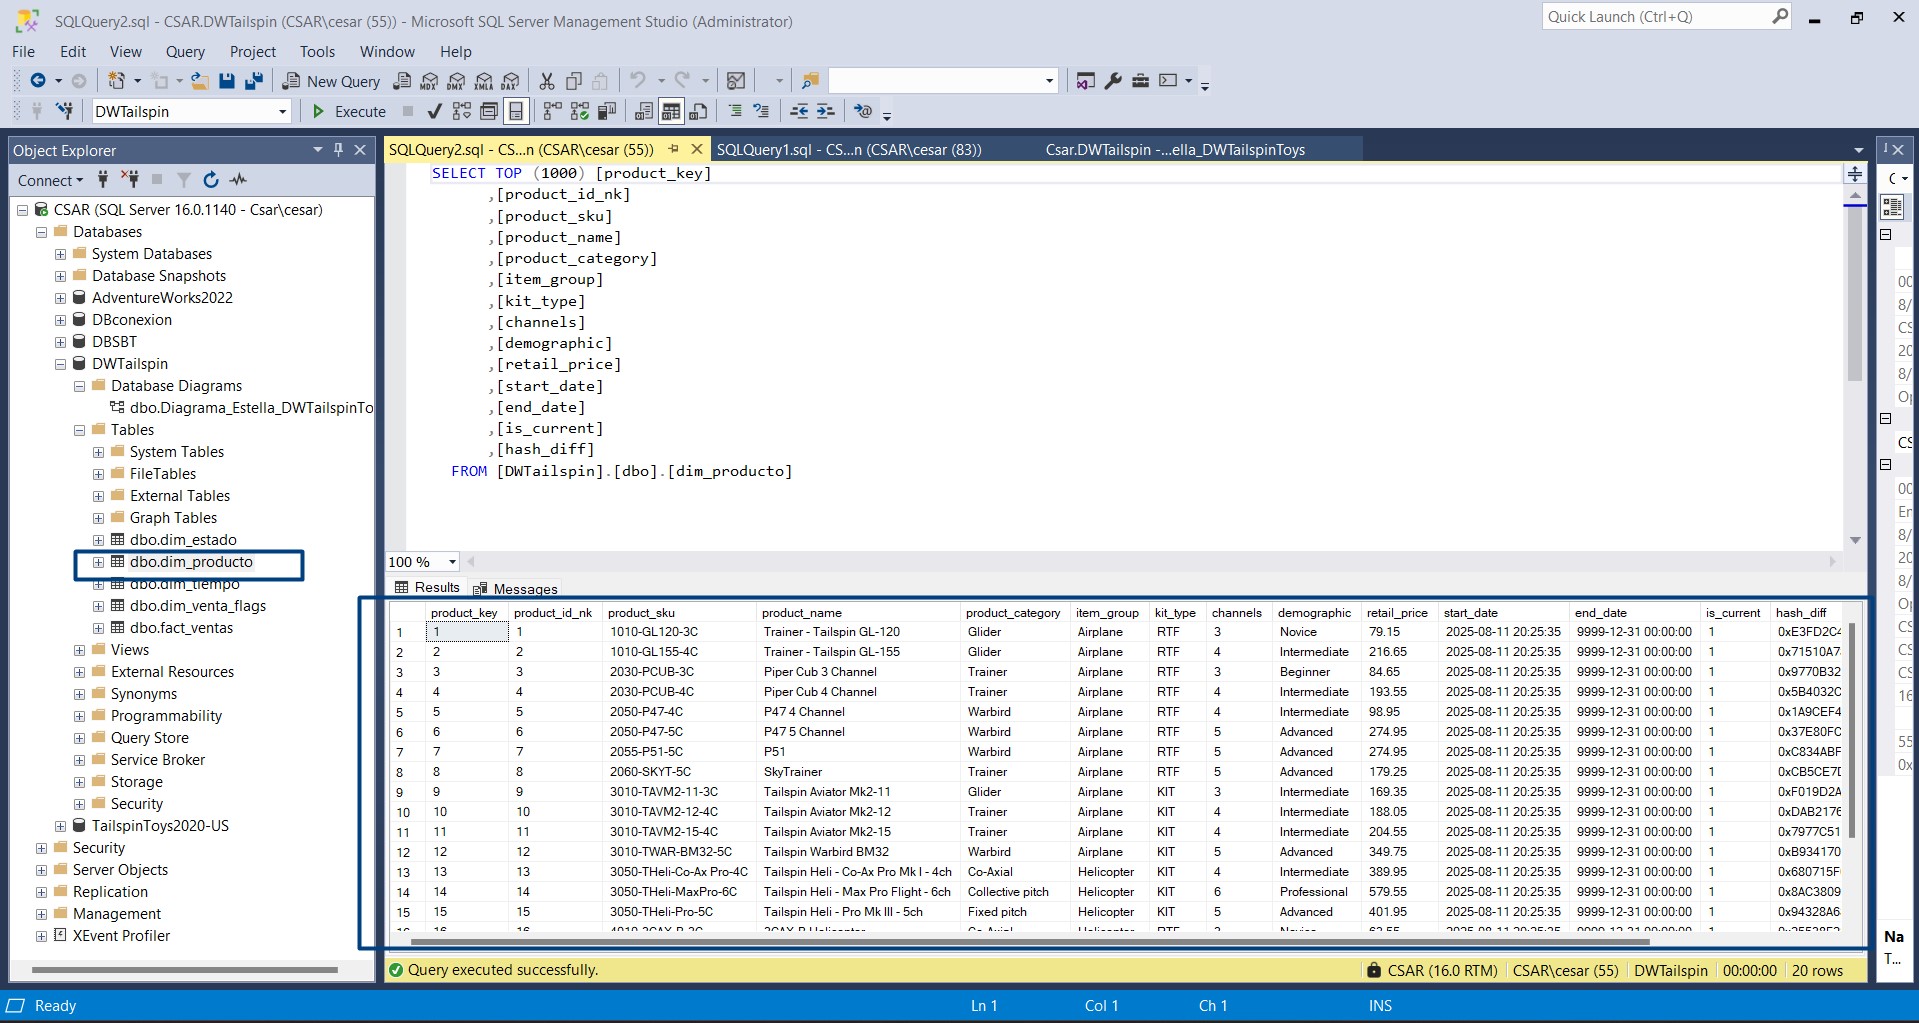 SQLQuery2.sql - CSAR.DWTailspin (CSAR\cesar (55)) - Microsoft SQL Server Management Studio (Administrator)
Quick Launch (Ctrl+Q)
File Edit View Query Project Tools Window Help
New Query MDX DMX XMLA DAX
DWTailspin Execute
Object Explorer
Connect
CSAR (SQL Server 16.0.1140 - Csar\cesar)
Databases
System Databases
Database Snapshots
AdventureWorks2022
DBconexion
DBSBT
DWTailspin
Database Diagrams
dbo.Diagrama_Estella_DWTailspinTo
Tables
System Tables
FileTables
External Tables
Graph Tables
dbo.dim_estado
dbo.dim_producto
dbo.dim_tiempo
dbo.dim_venta_flags
dbo.fact_ventas
Views
External Resources
Synonyms
Programmability
Query Store
Service Broker
Storage
Security
TailspinToys2020-US
Security
Server Objects
Replication
Management
XEvent Profiler
SQLQuery2.sql - CS...n (CSAR\cesar (55)) SQLQuery1.sql - CS...n (CSAR\cesar (83)) Csar.DWTailspin -...ella_DWTailspinToys
SELECT TOP (1000) [product_key]
,[product_id_nk]
,[product_sku]
,[product_name]
,[product_category]
,[item_group]
,[kit_type]
,[channels]
,[demographic]
,[retail_price]
,[start_date]
,[end_date]
,[is_current]
,[hash_diff]
FROM [DWTailspin].[dbo].[dim_producto]
100 %
Results Messages
product_key product_id_nk product_sku product_name product_category item_group kit_type channels demographic retail_price start_date end_date is_current hash_diff
1 1 1 1010-GL120-3C Trainer - Tailspin GL-120 Glider Airplane RTF 3 Novice 79.15 2025-08-11 20:25:35 9999-12-31 00:00:00 1 0xE3FD2C4
2 2 2 1010-GL155-4C Trainer - Tailspin GL-155 Glider Airplane RTF 4 Intermediate 216.65 2025-08-11 20:25:35 9999-12-31 00:00:00 1 0x71510A7
3 3 3 2030-PCUB-3C Piper Cub 3 Channel Trainer Airplane RTF 3 Beginner 84.65 2025-08-11 20:25:35 9999-12-31 00:00:00 1 0x9770B32
4 4 4 2030-PCUB-4C Piper Cub 4 Channel Trainer Airplane RTF 4 Intermediate 193.55 2025-08-11 20:25:35 9999-12-31 00:00:00 1 0x5B4032C
5 5 5 2050-P47-4C P47 4 Channel Warbird Airplane RTF 4 Intermediate 98.95 2025-08-11 20:25:35 9999-12-31 00:00:00 1 0x1A9CEF4
6 6 6 2050-P47-5C P47 5 Channel Warbird Airplane RTF 5 Advanced 274.95 2025-08-11 20:25:35 9999-12-31 00:00:00 1 0x37E80FC
7 7 7 2055-P51-5C P51 Warbird Airplane RTF 5 Advanced 274.95 2025-08-11 20:25:35 9999-12-31 00:00:00 1 0xC834ABF
8 8 8 2060-SKYT-5C SkyTrainer Trainer Airplane RTF 5 Advanced 179.25 2025-08-11 20:25:35 9999-12-31 00:00:00 1 0xCB5CE7D
9 9 9 3010-TAVM2-11-3C Tailspin Aviator Mk2-11 Glider Airplane KIT 3 Intermediate 169.35 2025-08-11 20:25:35 9999-12-31 00:00:00 1 0xF019D2A
10 10 10 3010-TAVM2-12-4C Tailspin Aviator Mk2-12 Trainer Airplane KIT 4 Intermediate 188.05 2025-08-11 20:25:35 9999-12-31 00:00:00 1 0xDAB2176
11 11 11 3010-TAVM2-15-4C Tailspin Aviator Mk2-15 Trainer Airplane KIT 4 Intermediate 204.55 2025-08-11 20:25:35 9999-12-31 00:00:00 1 0x7977C51
12 12 12 3010-TWAR-BM32-5C Tailspin Warbird BM32 Warbird Airplane KIT 5 Advanced 349.75 2025-08-11 20:25:35 9999-12-31 00:00:00 1 0xB934170
13 13 13 3050-THeli-Co-Ax Pro-4C Tailspin Heli - Co-Ax Pro Mk I - 4ch Co-Axial Helicopter KIT 4 Intermediate 389.95 2025-08-11 20:25:35 9999-12-31 00:00:00 1 0x680715F
14 14 14 3050-THeli-MaxPro-6C Tailspin Heli - Max Pro Flight - 6ch Collective pitch Helicopter KIT 6 Professional 579.55 2025-08-11 20:25:35 9999-12-31 00:00:00 1 0x8AC3809
15 15 15 3050-THeli-Pro-5C Tailspin Heli - Pro Mk III - 5ch Fixed pitch Helicopter KIT 5 Advanced 401.95 2025-08-11 20:25:35 9999-12-31 00:00:00 1 0x94328A6
Query executed successfully. CSAR (16.0 RTM) CSAR\cesar (55) DWTailspin 00:00:00 20 rows
Na
T...
Ready Ln 1 Col 1 Ch 1 INS